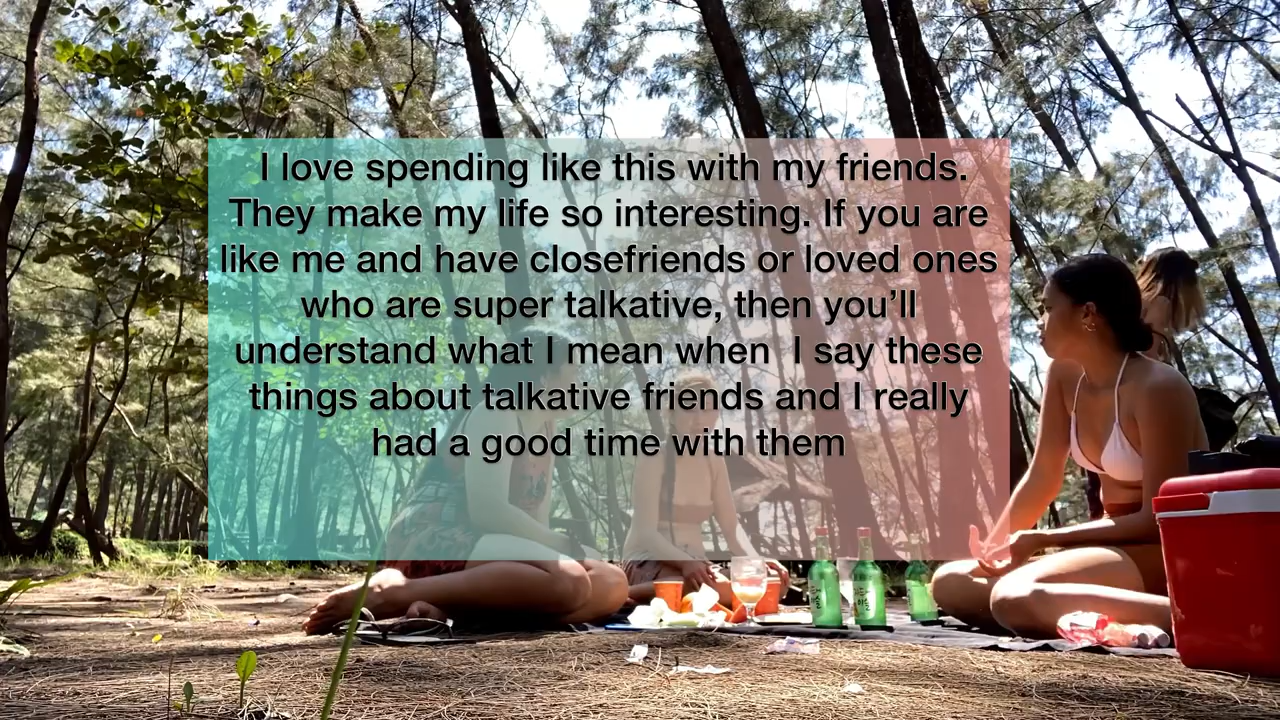 I love spending like this with my friends.
They make my life so interesting. If you are
like me and have closefriends or loved ones
who are super talkative, then you’ll
understand what I mean when  I say these
things about talkative friends and I really
had a good time with them